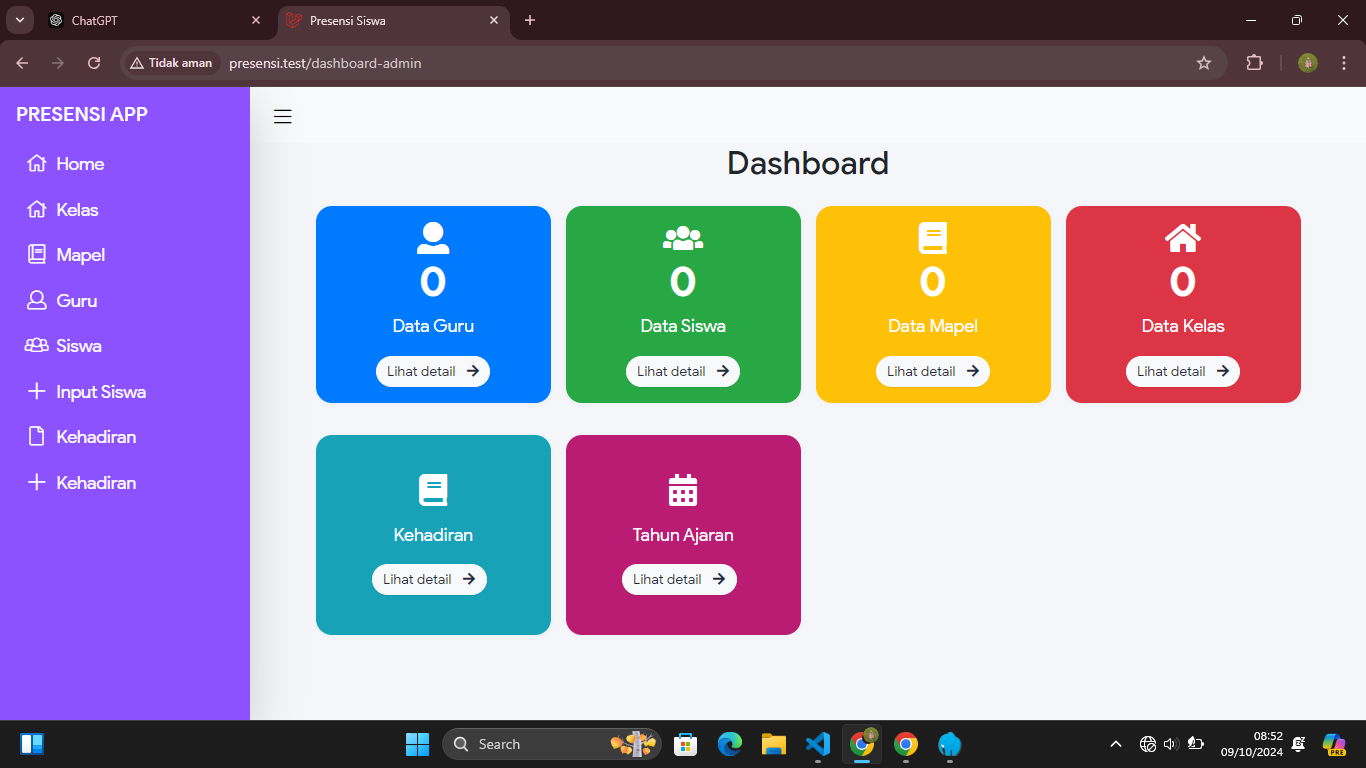 ChatGPT
Presensi Siswa
Tidak aman
presensi.test/dashboard-admin
PRESENSI APP
Home
Kelas
Mapel
Guru
Siswa
Input Siswa
Kehadiran
Kehadiran
Dashboard
0
Data Guru
Lihat detail
0
Data Siswa
Lihat detail
0
Data Mapel
Lihat detail
0
Data Kelas
Lihat detail
Kehadiran
Lihat detail
Tahun Ajaran
Lihat detail
Search
08:52
09/10/2024
PRE